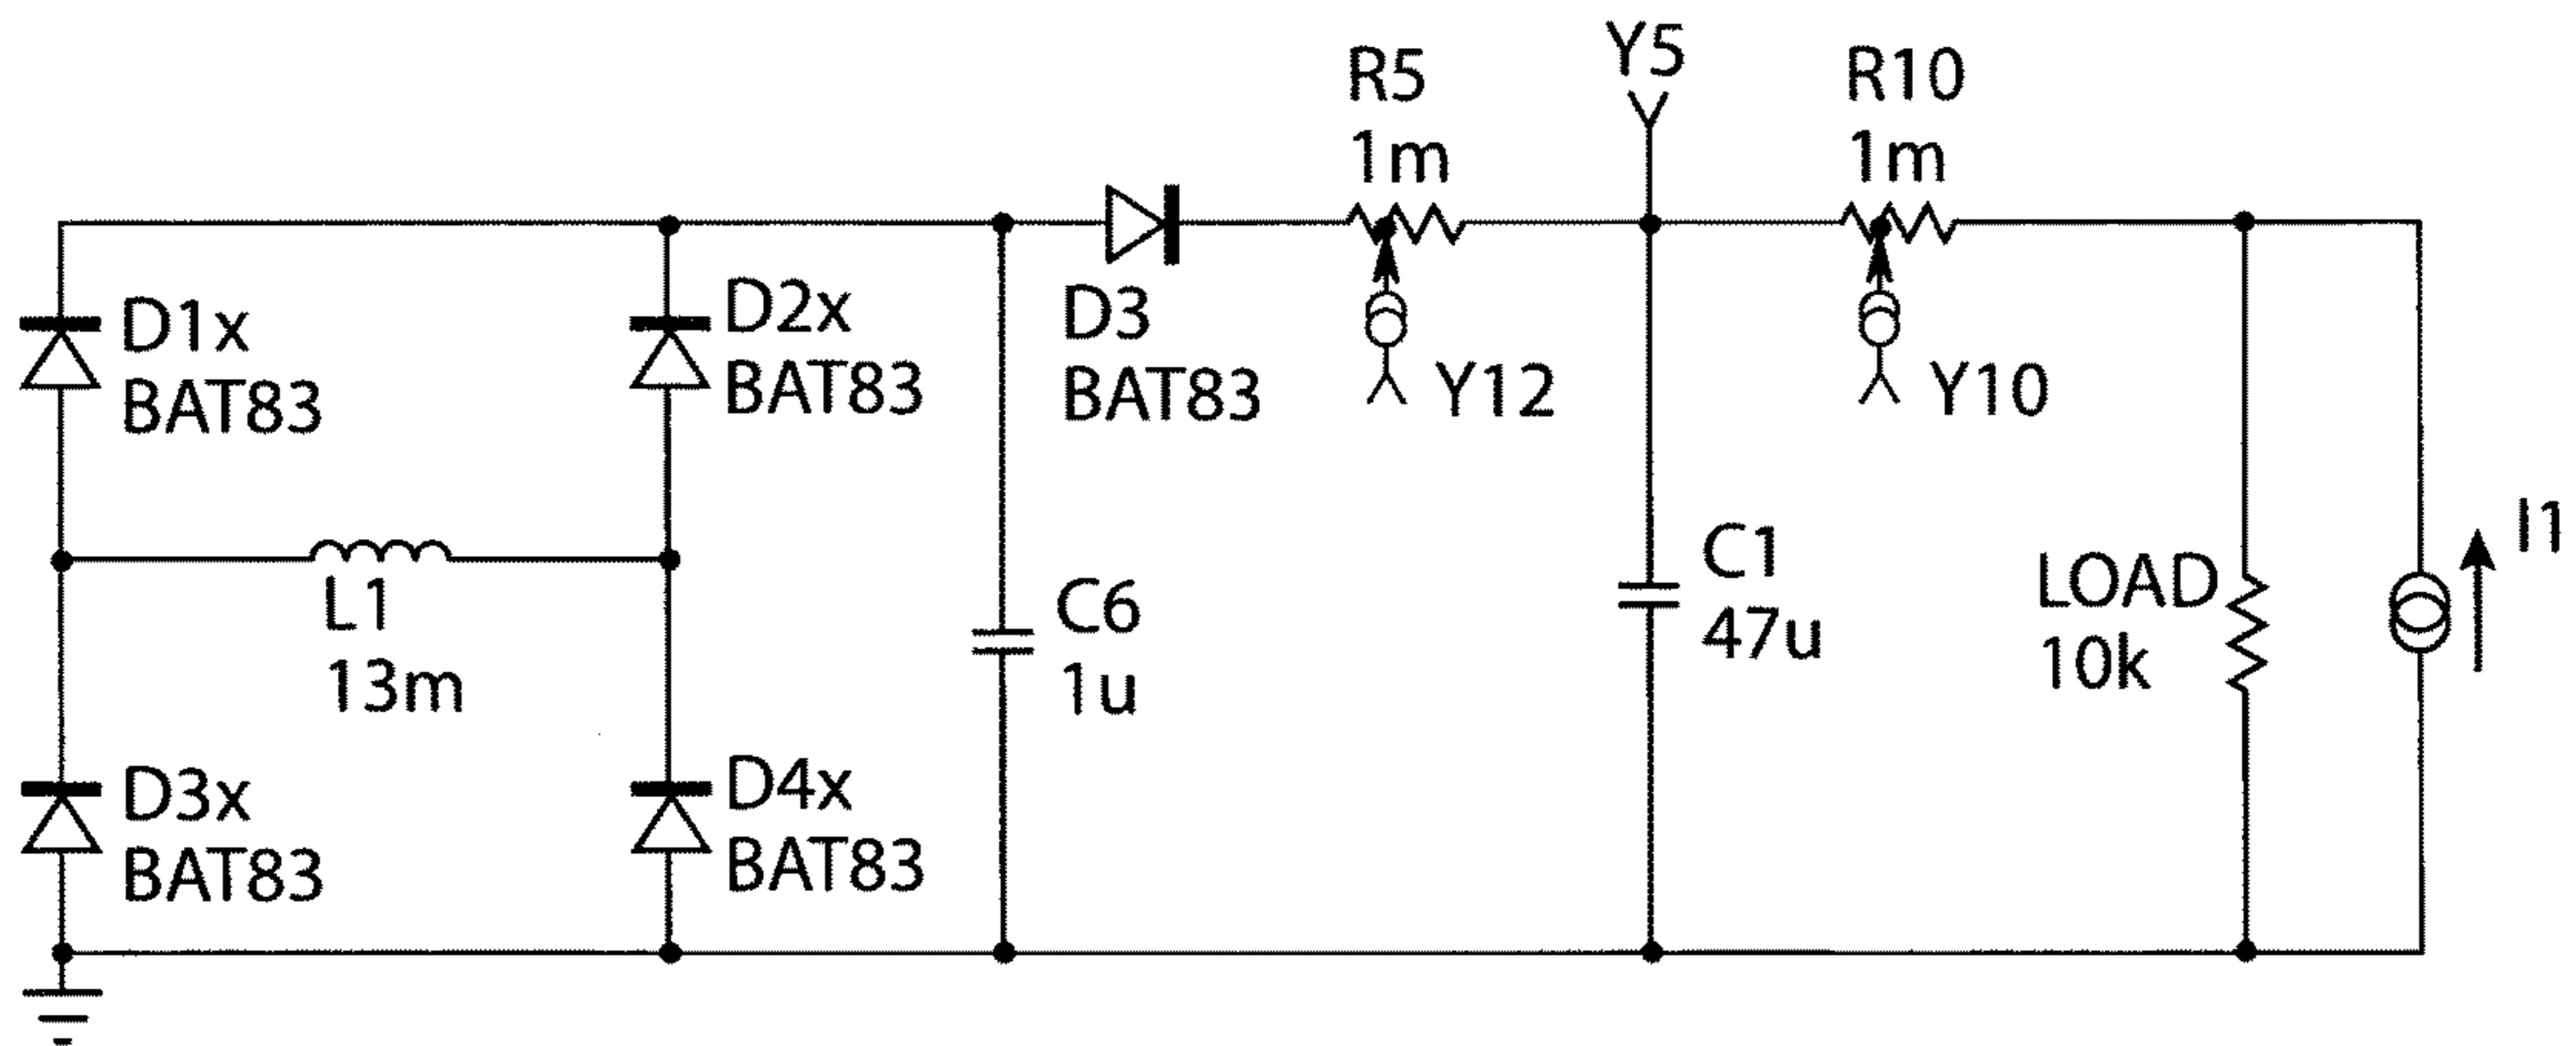 R5
1m
Y5
R10
1m
D1x
BAT83
D2x
BAT83
D3
BAT83
Y12
Y10
L1
13m
C6
1u
C1
47u
LOAD
10k
I1
D3x
BAT83
D4x
BAT83